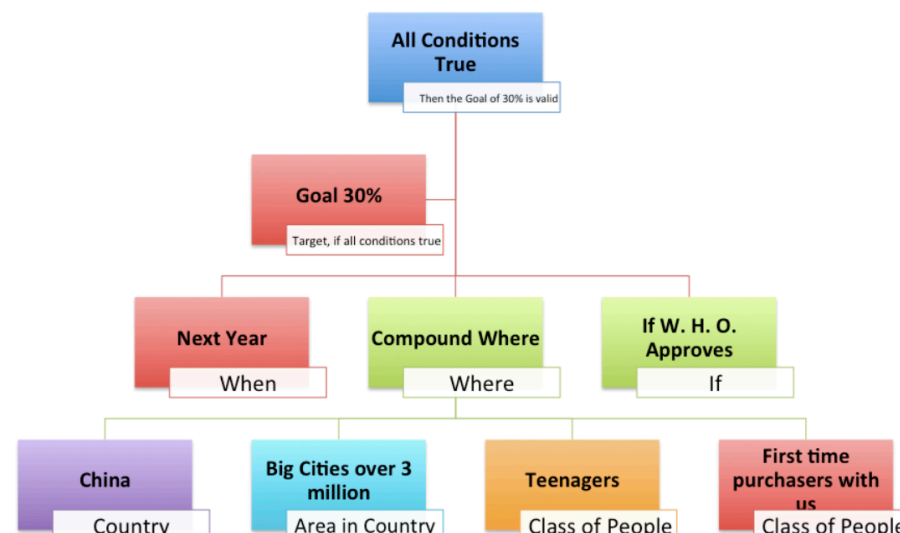 All Conditions
True
Then the Goal of 30% is valid
Goal 30%
Target, if all conditions true
Next Year
When
Compound Where
Where
If W. H. O.
Approves
If
China
Country
Big Cities over 3
million
Area in Country
Teenagers
Class of People
First time
purchasers with
us
Class of People